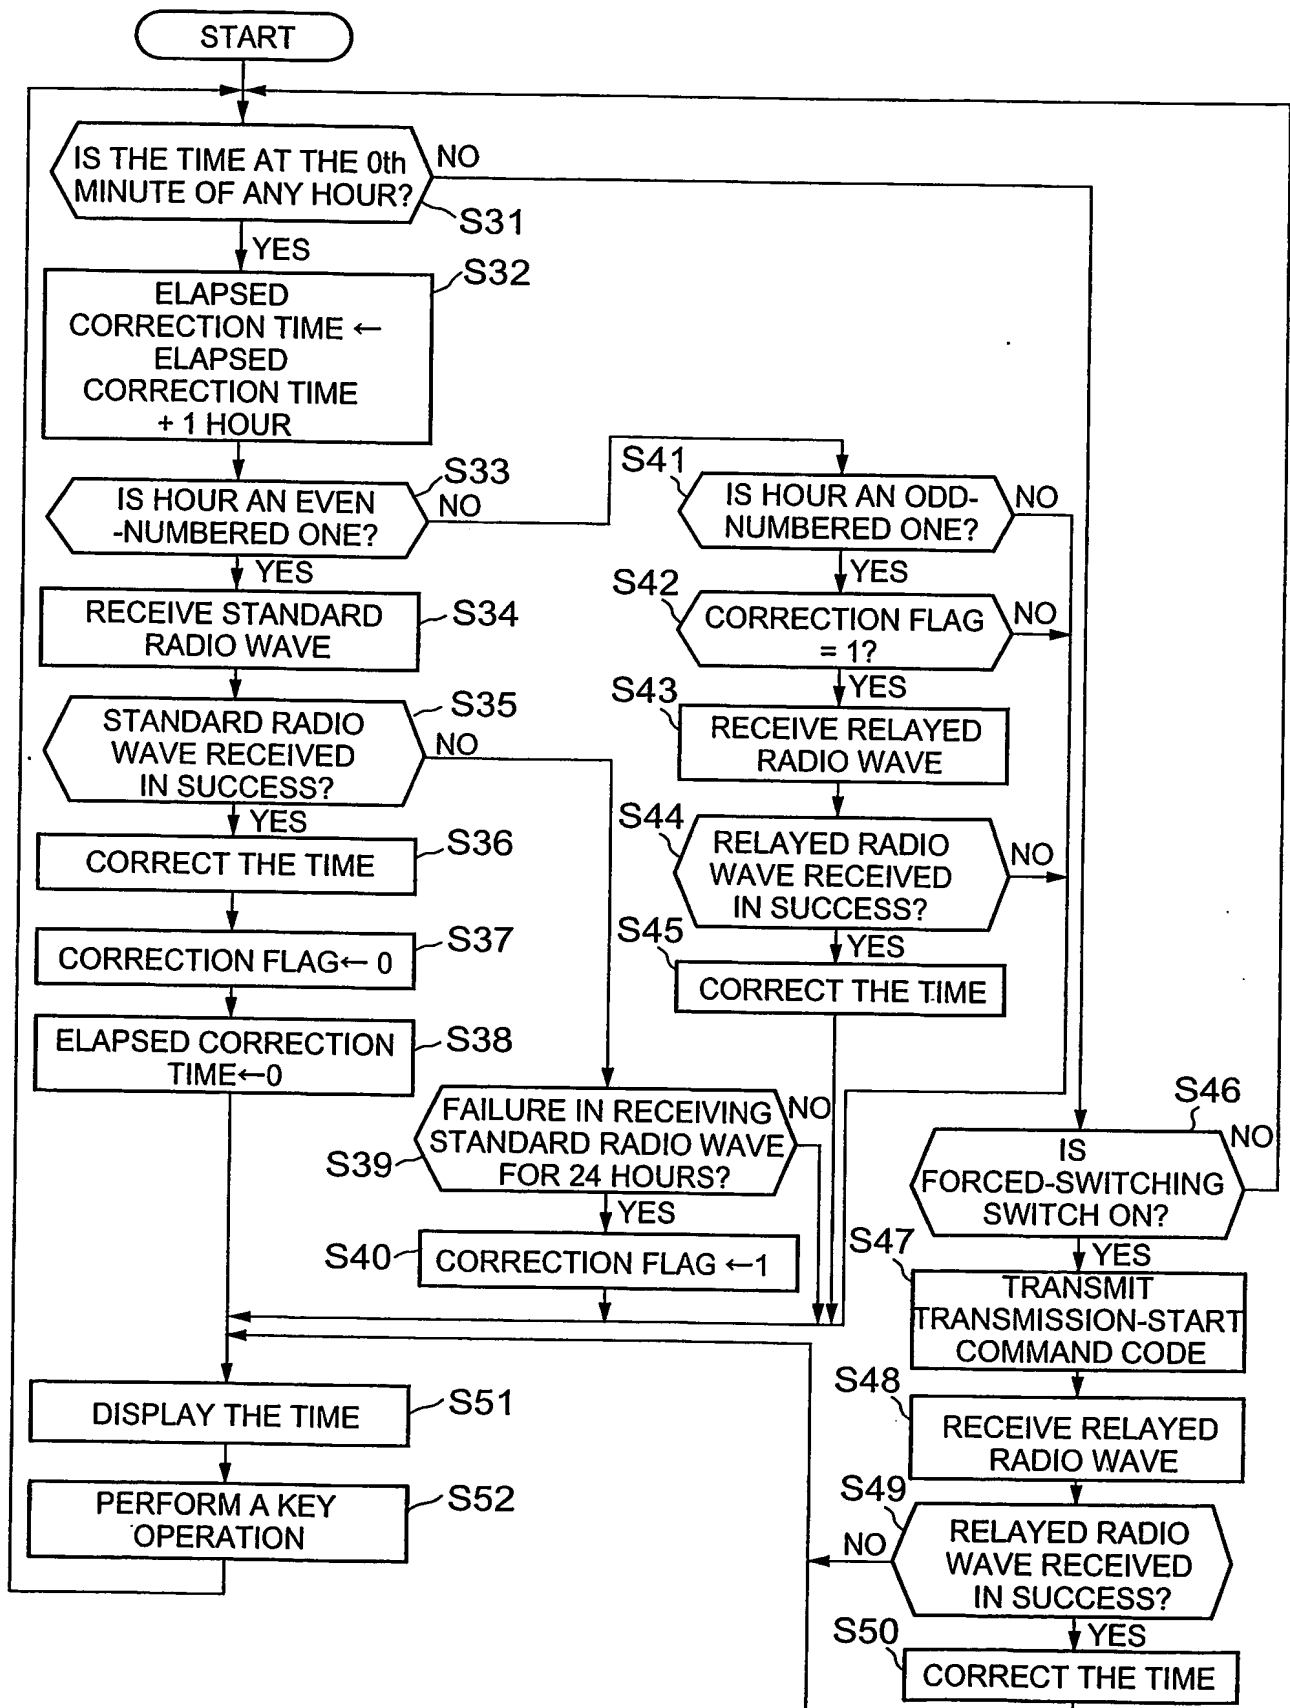 START
IS THE TIME AT THE 0th
MINUTE OF ANY HOUR?
NO
S31
YES
S32
ELAPSED
CORRECTION TIME ←
ELAPSED
CORRECTION TIME
+ 1 HOUR
S33
IS HOUR AN EVEN
-NUMBERED ONE?
NO
YES
RECEIVE STANDARD
RADIO WAVE
S34
STANDARD RADIO
WAVE RECEIVED
IN SUCCESS?
S35
NO
YES
CORRECT THE TIME
S36
CORRECTION FLAG← 0
S37
ELAPSED CORRECTION
TIME←0
S38
FAILURE IN RECEIVING
STANDARD RADIO WAVE
FOR 24 HOURS?
NO
S39
YES
S40
CORRECTION FLAG ←1
S41
IS HOUR AN ODD-
NUMBERED ONE?
NO
YES
S42
CORRECTION FLAG
= 1?
NO
YES
S43
RECEIVE RELAYED
RADIO WAVE
S44
RELAYED RADIO
WAVE RECEIVED
IN SUCCESS?
NO
S45
YES
CORRECT THE TIME
S46
IS
FORCED-SWITCHING
SWITCH ON?
NO
YES
S47
TRANSMIT
TRANSMISSION-START
COMMAND CODE
S48
RECEIVE RELAYED
RADIO WAVE
S49
RELAYED RADIO
WAVE RECEIVED
IN SUCCESS?
NO
YES
S50
CORRECT THE TIME
DISPLAY THE TIME
S51
PERFORM A KEY
OPERATION
S52